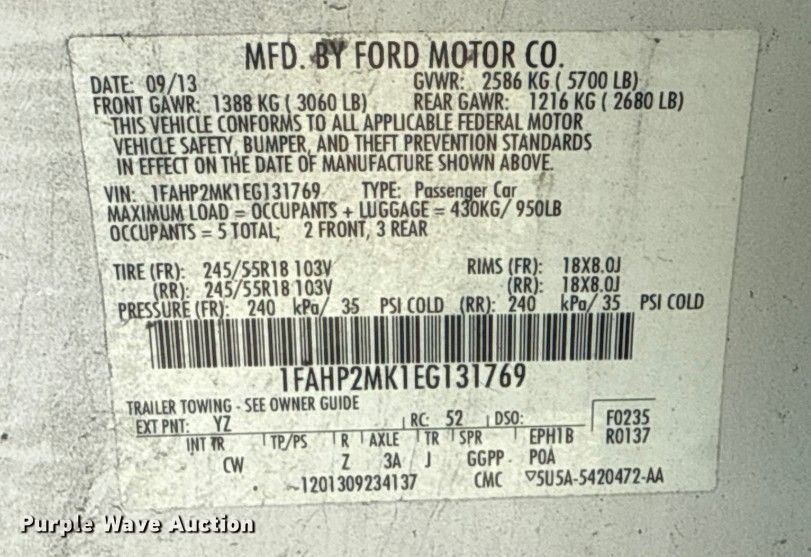 MFD. BY FORD MOTOR CO.
DATE: 09/13 GVWR: 2586 KG ( 5700 LB)
FRONT GAWR: 1388 KG ( 3060 LB) REAR GAWR: 1216 KG ( 2680 LB)
THIS VEHICLE CONFORMS TO ALL APPLICABLE FEDERAL MOTOR
VEHICLE SAFETY, BUMPER, AND THEFT PREVENTION STANDARDS
IN EFFECT ON THE DATE OF MANUFACTURE SHOWN ABOVE.
VIN: 1FAHP2MK1EG131769 TYPE: Passenger Car
MAXIMUM LOAD = OCCUPANTS + LUGGAGE = 430KG/ 950LB
OCCUPANTS = 5 TOTAL; 2 FRONT, 3 REAR
TIRE (FR): 245/55R18 103V RIMS (FR): 18X8.0J
(RR): 245/55R18 103V (RR): 18X8.0J
PRESSURE (FR): 240 kPa/ 35 PSI COLD (RR): 240 kPa/ 35 PSI COLD
1FAHP2MK1EG131769
TRAILER TOWING - SEE OWNER GUIDE
EXT PNT: YZ RC: 52 DSO: F0235
INT TR TP/PS R AXLE TR SPR EPH1B R0137
CW Z 3A J GGPP POA
~1201309234137 CMC ▽5U5A-5420472-AA
Purple Wave Auction